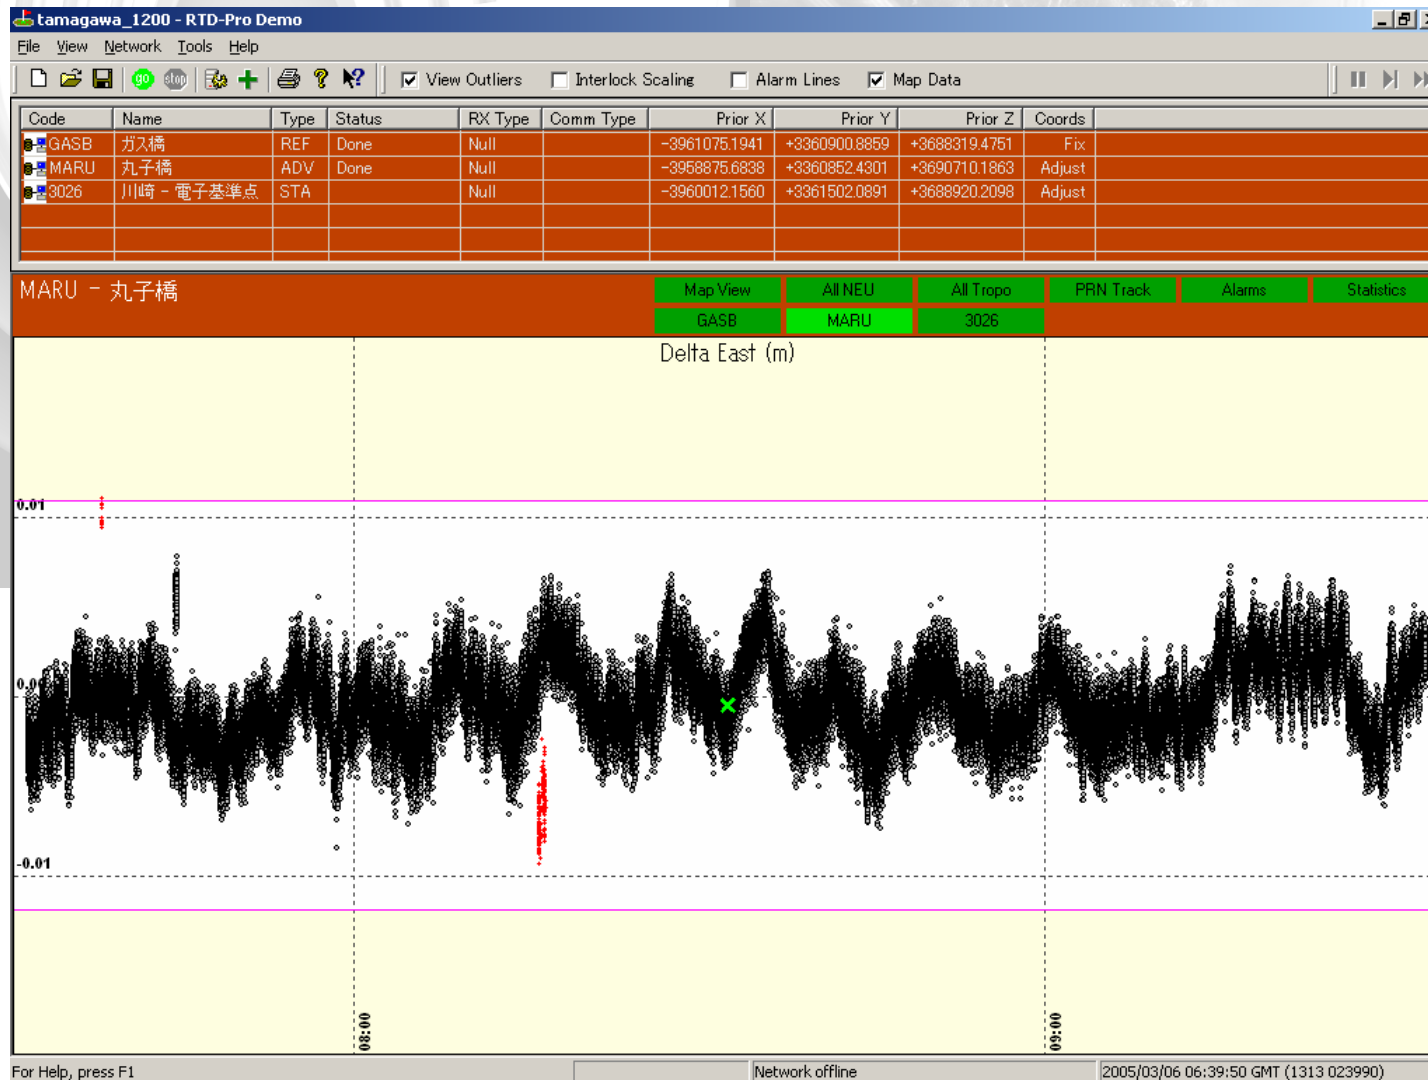 tamagawa_1200 - RTD-Pro Demo
File View Network Tools Help
go stop View Outliers Interlock Scaling Alarm Lines Map Data
Code Name Type Status RX Type Comm Type Prior X Prior Y Prior Z Coords
GASB ガス橋 REF Done Null -3961075.1941 +3360900.8859 +3688319.4751 Fix
MARU 丸子橋 ADV Done Null -3958875.6838 +3360852.4301 +3690710.1863 Adjust
3026 川崎 - 電子基準点 STA Null -3960012.1560 +3361502.0891 +3688920.2098 Adjust
MARU - 丸子橋 Map View All NEU All Tropo PRN Track Alarms Statistics
GASB MARU 3026
Delta East (m)
0.01
0.00
-0.01
08:00 09:00
For Help, press F1 Network offline 2005/03/06 06:39:50 GMT (1313 023990)